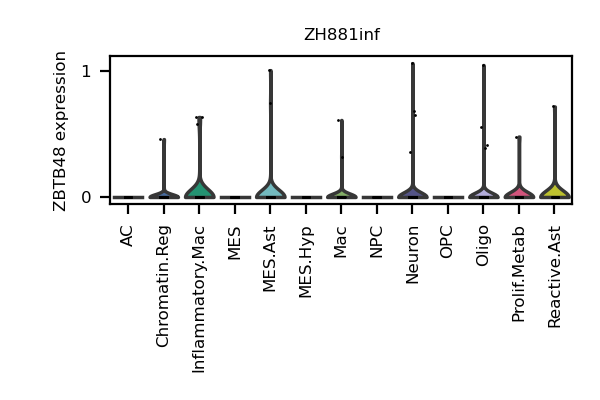 ZH881inf
ZBTB48 expression
1
0
AC
Chromatin.Reg
Inflammatory.Mac
MES
MES.Ast
MES.Hyp
Mac
NPC
Neuron
OPC
Oligo
Prolif.Metab
Reactive.Ast